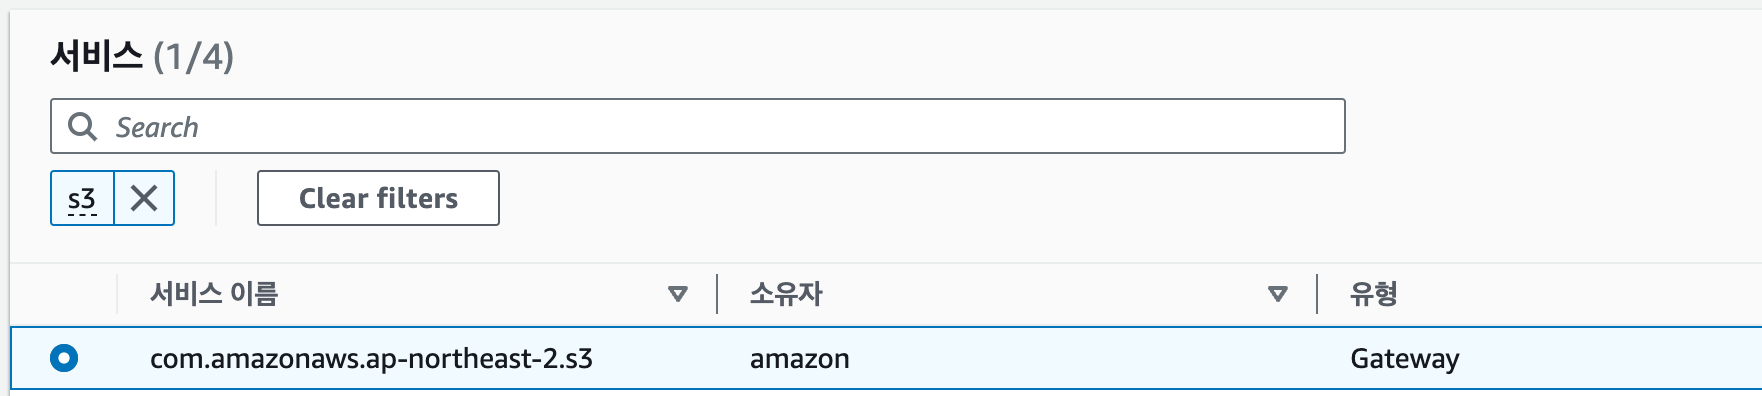 서비스 (1/4)
Search
s3
Clear filters
서비스 이름 소유자 유형
com.amazonaws.ap-northeast-2.s3 amazon Gateway